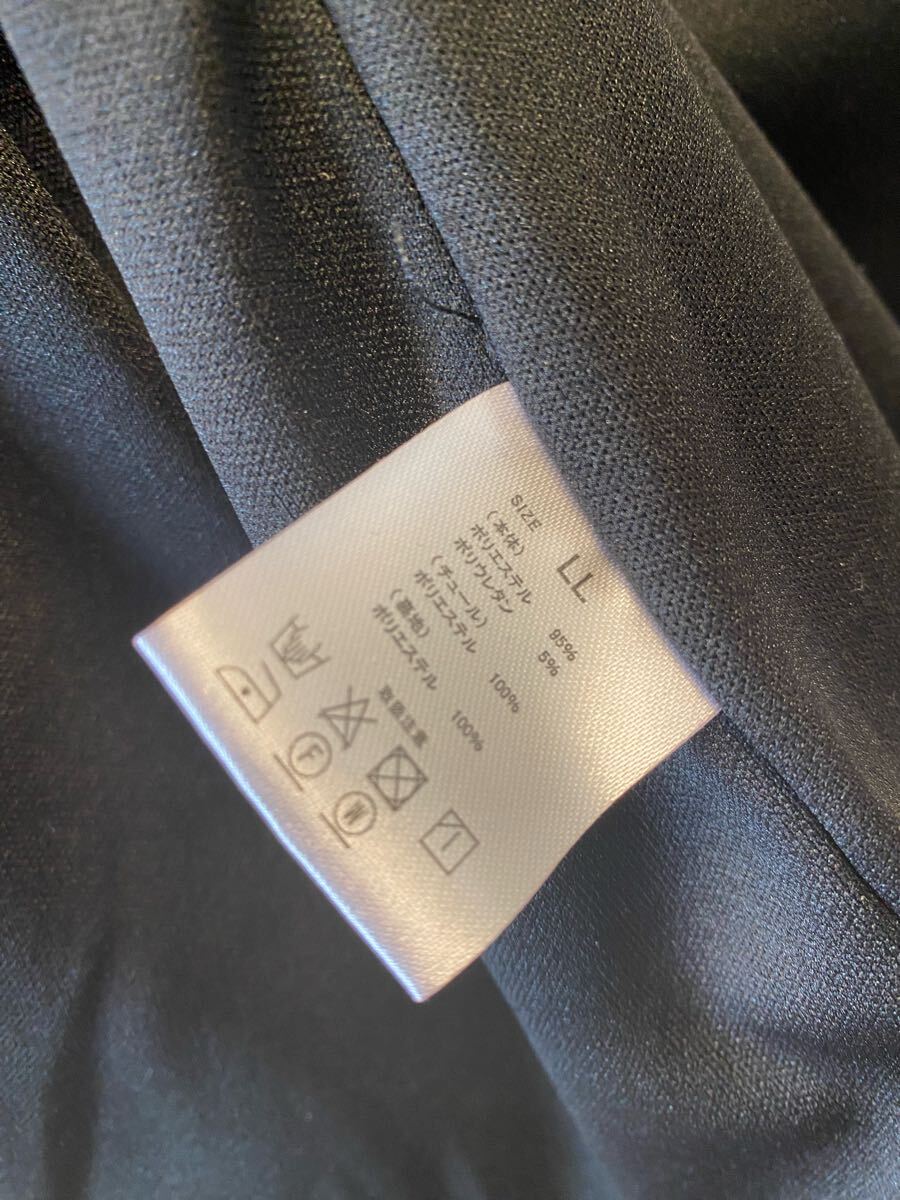 SIZE LL
(本体)
ポリエステル 95%
ポリウレタン 5%
(チュール)
ポリエステル 100%
(裏地)
ポリエステル 100%
取扱注意
F
W